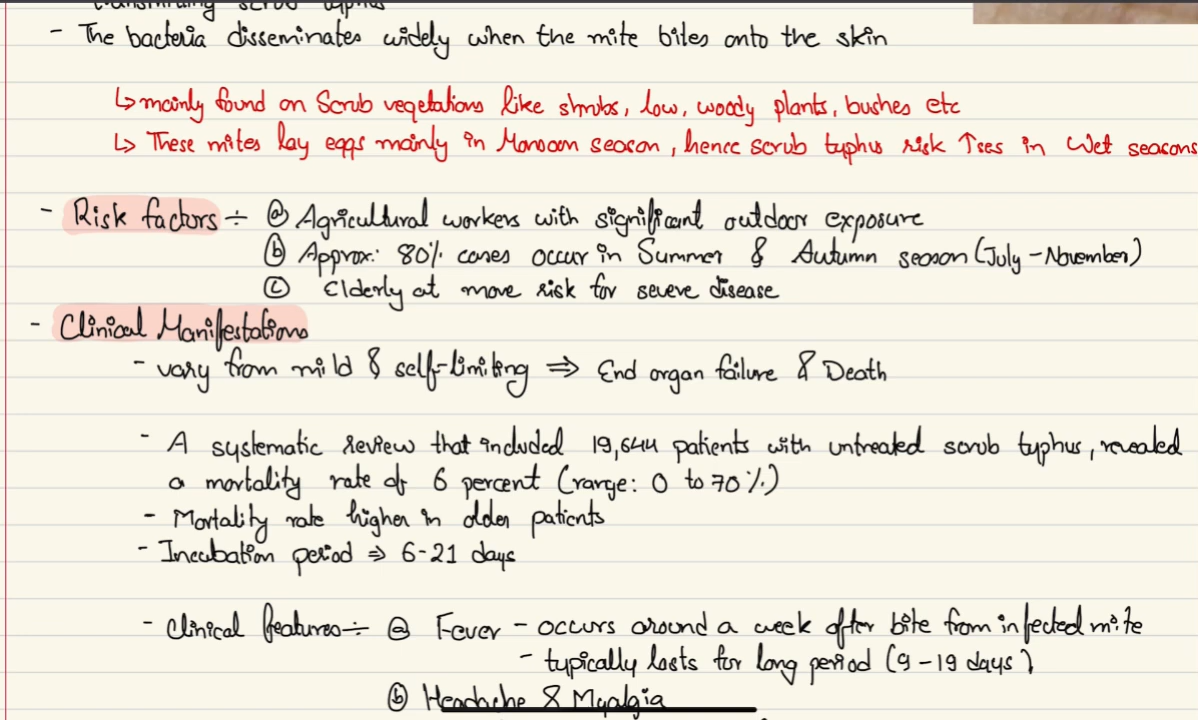 transmitting scrub typhus
- The bacteria disseminates widely when the mite bites onto the skin
↳ mainly found on Scrub vegetations like shrubs, low, woody plants, bushes etc
↳ These mites lay eggs mainly in Monsoon season, hence scrub typhus risk ↑ses in Wet seasons
- Risk factors ÷ ⓐ Agricultural workers with significant outdoor exposure
ⓑ Approx: 80% cases occur in Summer & Autumn season (July - November)
ⓒ Elderly at more risk for severe disease
- Clinical Manifestations
- vary from mild & self-limiting ⇒ End organ failure & Death
- A systematic review that included 19,644 patients with untreated scrub typhus, revealed
a mortality rate of 6 percent (range: 0 to 70%)
- Mortality rate higher in older patients
- Incubation period ⇒ 6-21 days
- Clinical features ÷ ⓐ Fever - occurs around a week after bite from infected mite
- typically lasts for long period (9-19 days)
ⓑ Headache & Myalgia